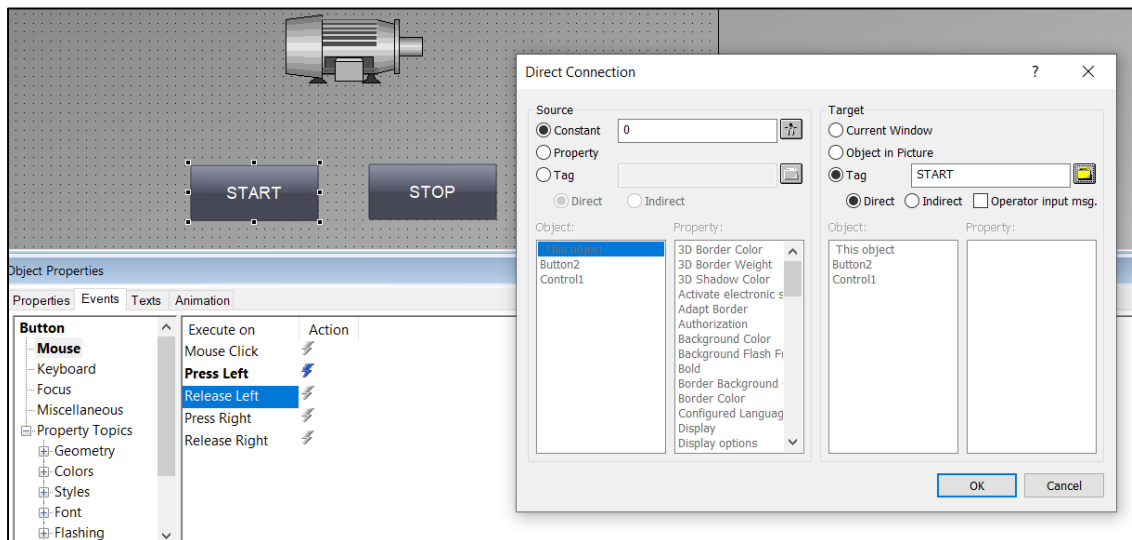 START
STOP
Object Properties
Properties Events Texts Animation
Button
Mouse
Keyboard
Focus
Miscellaneous
Property Topics
Geometry
Colors
Styles
Font
Flashing
Execute on Action
Mouse Click
Press Left
Release Left
Press Right
Release Right
Direct Connection
? ×
Source
Constant 0
Property
Tag
Direct Indirect
Object: Property:
This object
Button2
Control1
3D Border Color
3D Border Weight
3D Shadow Color
Activate electronic s
Adapt Border
Authorization
Background Color
Background Flash Fr
Bold
Border Background
Border Color
Configured Languag
Display
Display options
Target
Current Window
Object in Picture
Tag START
Direct Indirect Operator input msg.
Object: Property:
This object
Button2
Control1
OK Cancel